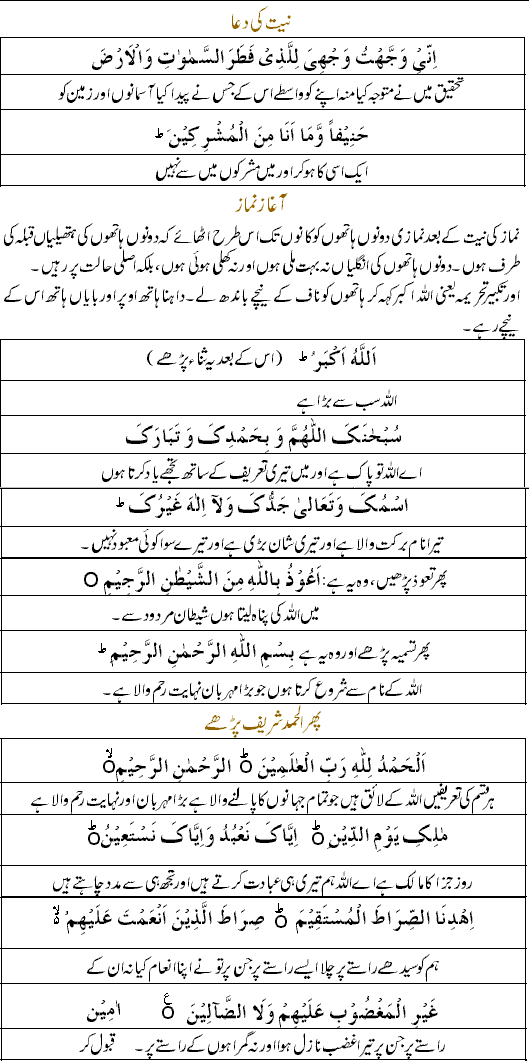 نیت کی دعا
اِنِّیْ وَجَّهْتُ وَجْهِیَ لِلَّذِیْ فَطَرَ السَّمٰوٰتِ وَالْاَرْضَ
تحقیق میں نے متوجہ کیا منہ اپنے کو واسطے اس کے جس نے پیدا کیا آسمانوں اور زمین کو
حَنِیْفاً وَّمَا اَنَا مِنَ الْمُشْرِکِیْنَ ؕ
ایک اسی کا ہو کر اور میں مشرکوں میں سے نہیں
آغاز نماز
نماز کی نیت کے بعد نمازی دونوں ہاتھوں کو کانوں تک اس طرح اٹھائے کہ دونوں ہاتھوں کی ہتھیلیاں قبلہ کی
طرف ہوں ۔ دونوں ہاتھوں کی انگلیاں نہ بہت ملی ہوں اور نہ کھلی ہوئی ہوں ، بلکہ اصلی حالت پر رہیں ۔
اور تکبیر تحریمہ یعنی اللہ اکبر کہہ کر ہاتھوں کو ناف کے نیچے باندھ لے ۔ داہنا ہاتھ اوپر اور بایاں ہاتھ اس کے
نیچے رہے ۔
اَللّٰهُ اَکْبَرُ ؕ (اس کے بعد یہ ثناء پڑھے)
اللہ سب سے بڑا ہے
سُبْحٰنَکَ اللّٰهُمَّ وَ بِحَمْدِکَ وَ تَبَارَکَ
اے اللہ تو پاک ہے اور میں تیری تعریف کے ساتھ تجھے یاد کرتا ہوں
اسْمُکَ وَتَعَالیٰ جَدُّکَ وَلَآ اِلٰهَ غَیْرُکَ ؕ
تیرا نام برکت والا ہے اور تیری شان بڑی ہے اور تیرے سوا کوئی معبود نہیں ۔
پھر تعوذ پڑھیں ، وہ یہ ہے : اَعُوْذُ بِاللّٰهِ مِنَ الشَّیْطٰنِ الرَّجِیْمِ ○
میں اللہ کی پناہ لیتا ہوں شیطان مردود سے ۔
پھر تسمیہ پڑھے اور وہ یہ ہے بِسْمِ اللّٰهِ الرَّحْمٰنِ الرَّحِیْمِ ؕ
اللہ کے نام سے شروع کرتا ہوں جو بڑا مہربان نہایت رحم والا ہے ۔
پھر الحمد شریف پڑھے
اَلْحَمْدُ لِلّٰهِ رَبِّ الْعٰلَمِیْنَ ○ؕ الرَّحْمٰنِ الرَّحِیْمِ ○ۙ
ہر قسم کی تعریفیں اللہ کے لائق ہیں جو تمام جہانوں کا پالنے والا ہے بڑا مہربان اور نہایت رحم والا ہے
مٰلِکِ یَوْمِ الدِّیْنِ ○ؕ اِیَّاکَ نَعْبُدُ وَاِیَّاکَ نَسْتَعِیْنُ ○ؕ
روز جزا کا مالک ہے اے اللہ ہم تیری ہی عبادت کرتے ہیں اور تجھ ہی سے مدد چاہتے ہیں
اِهْدِنَا الصِّرَاطَ الْمُسْتَقِیْمَ ○ؕ صِرَاطَ الَّذِیْنَ اَنْعَمْتَ عَلَیْهِمْ ○ۙ
ہم کو سیدھے راستے پر چلا ایسے راستے پر جن پر تو نے اپنا انعام کیا نہ ان کے
غَیْرِ الْمَغْضُوْبِ عَلَیْهِمْ وَلَا الضَّآلِّیْنَ ○ع اٰمِیْن
راستے پر جن پر تیرا غضب نازل ہوا اور نہ گمراہوں کے راستے پر ۔ قبول کر